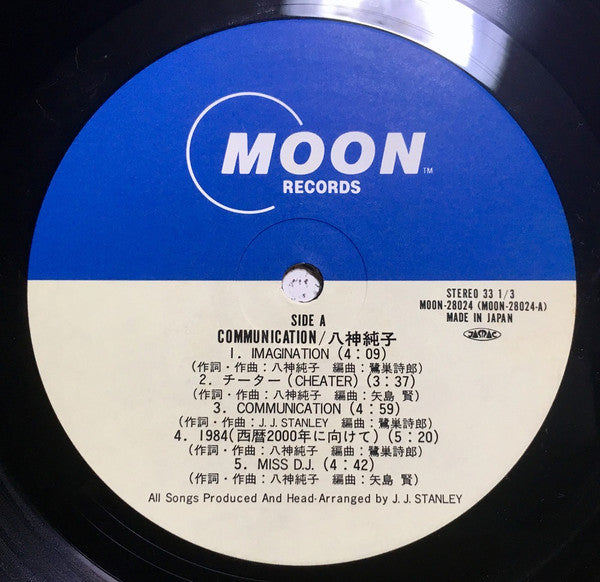 MOON™
RECORDS
STEREO 33 1/3
MOON-28024 (MOON-28024-A)
MADE IN JAPAN
JASRAC
SIDE A
COMMUNICATION/八神純子
1. IMAGINATION (4:09)
(作詞・作曲:八神純子 編曲:鷺巣詩郎)
2. チーター (CHEATER) (3:37)
(作詞・作曲:八神純子 編曲:矢島 賢)
3. COMMUNICATION (4:59)
(作詞・作曲:J. J. STANLEY 編曲:鷺巣詩郎)
4. 1984(西暦2000年に向けて) (5:20)
(作詞・作曲:八神純子 編曲:鷺巣詩郎)
5. MISS D.J. (4:42)
(作詞・作曲:八神純子 編曲:矢島 賢)
All Songs Produced And Head-Arranged by J. J. STANLEY